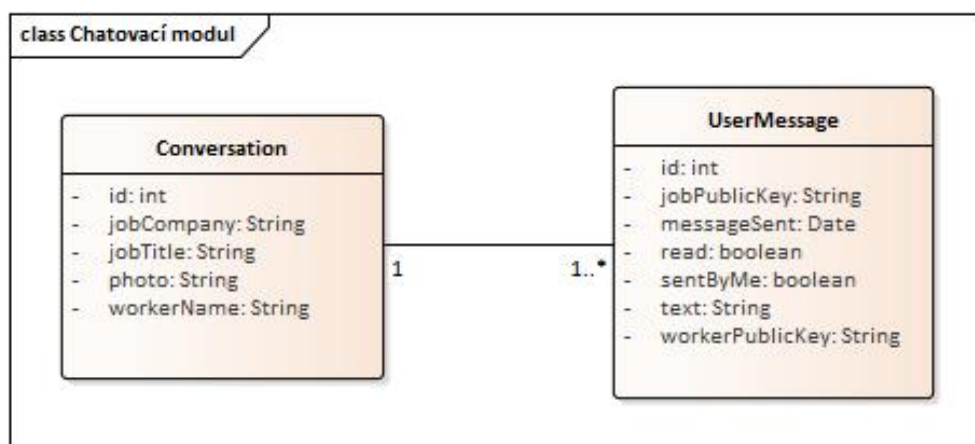 class Chatovací modul
Conversation
- id: int
- jobCompany: String
- jobTitle: String
- photo: String
- workerName: String
1
1..*
UserMessage
- id: int
- jobPublicKey: String
- messageSent: Date
- read: boolean
- sentByMe: boolean
- text: String
- workerPublicKey: String